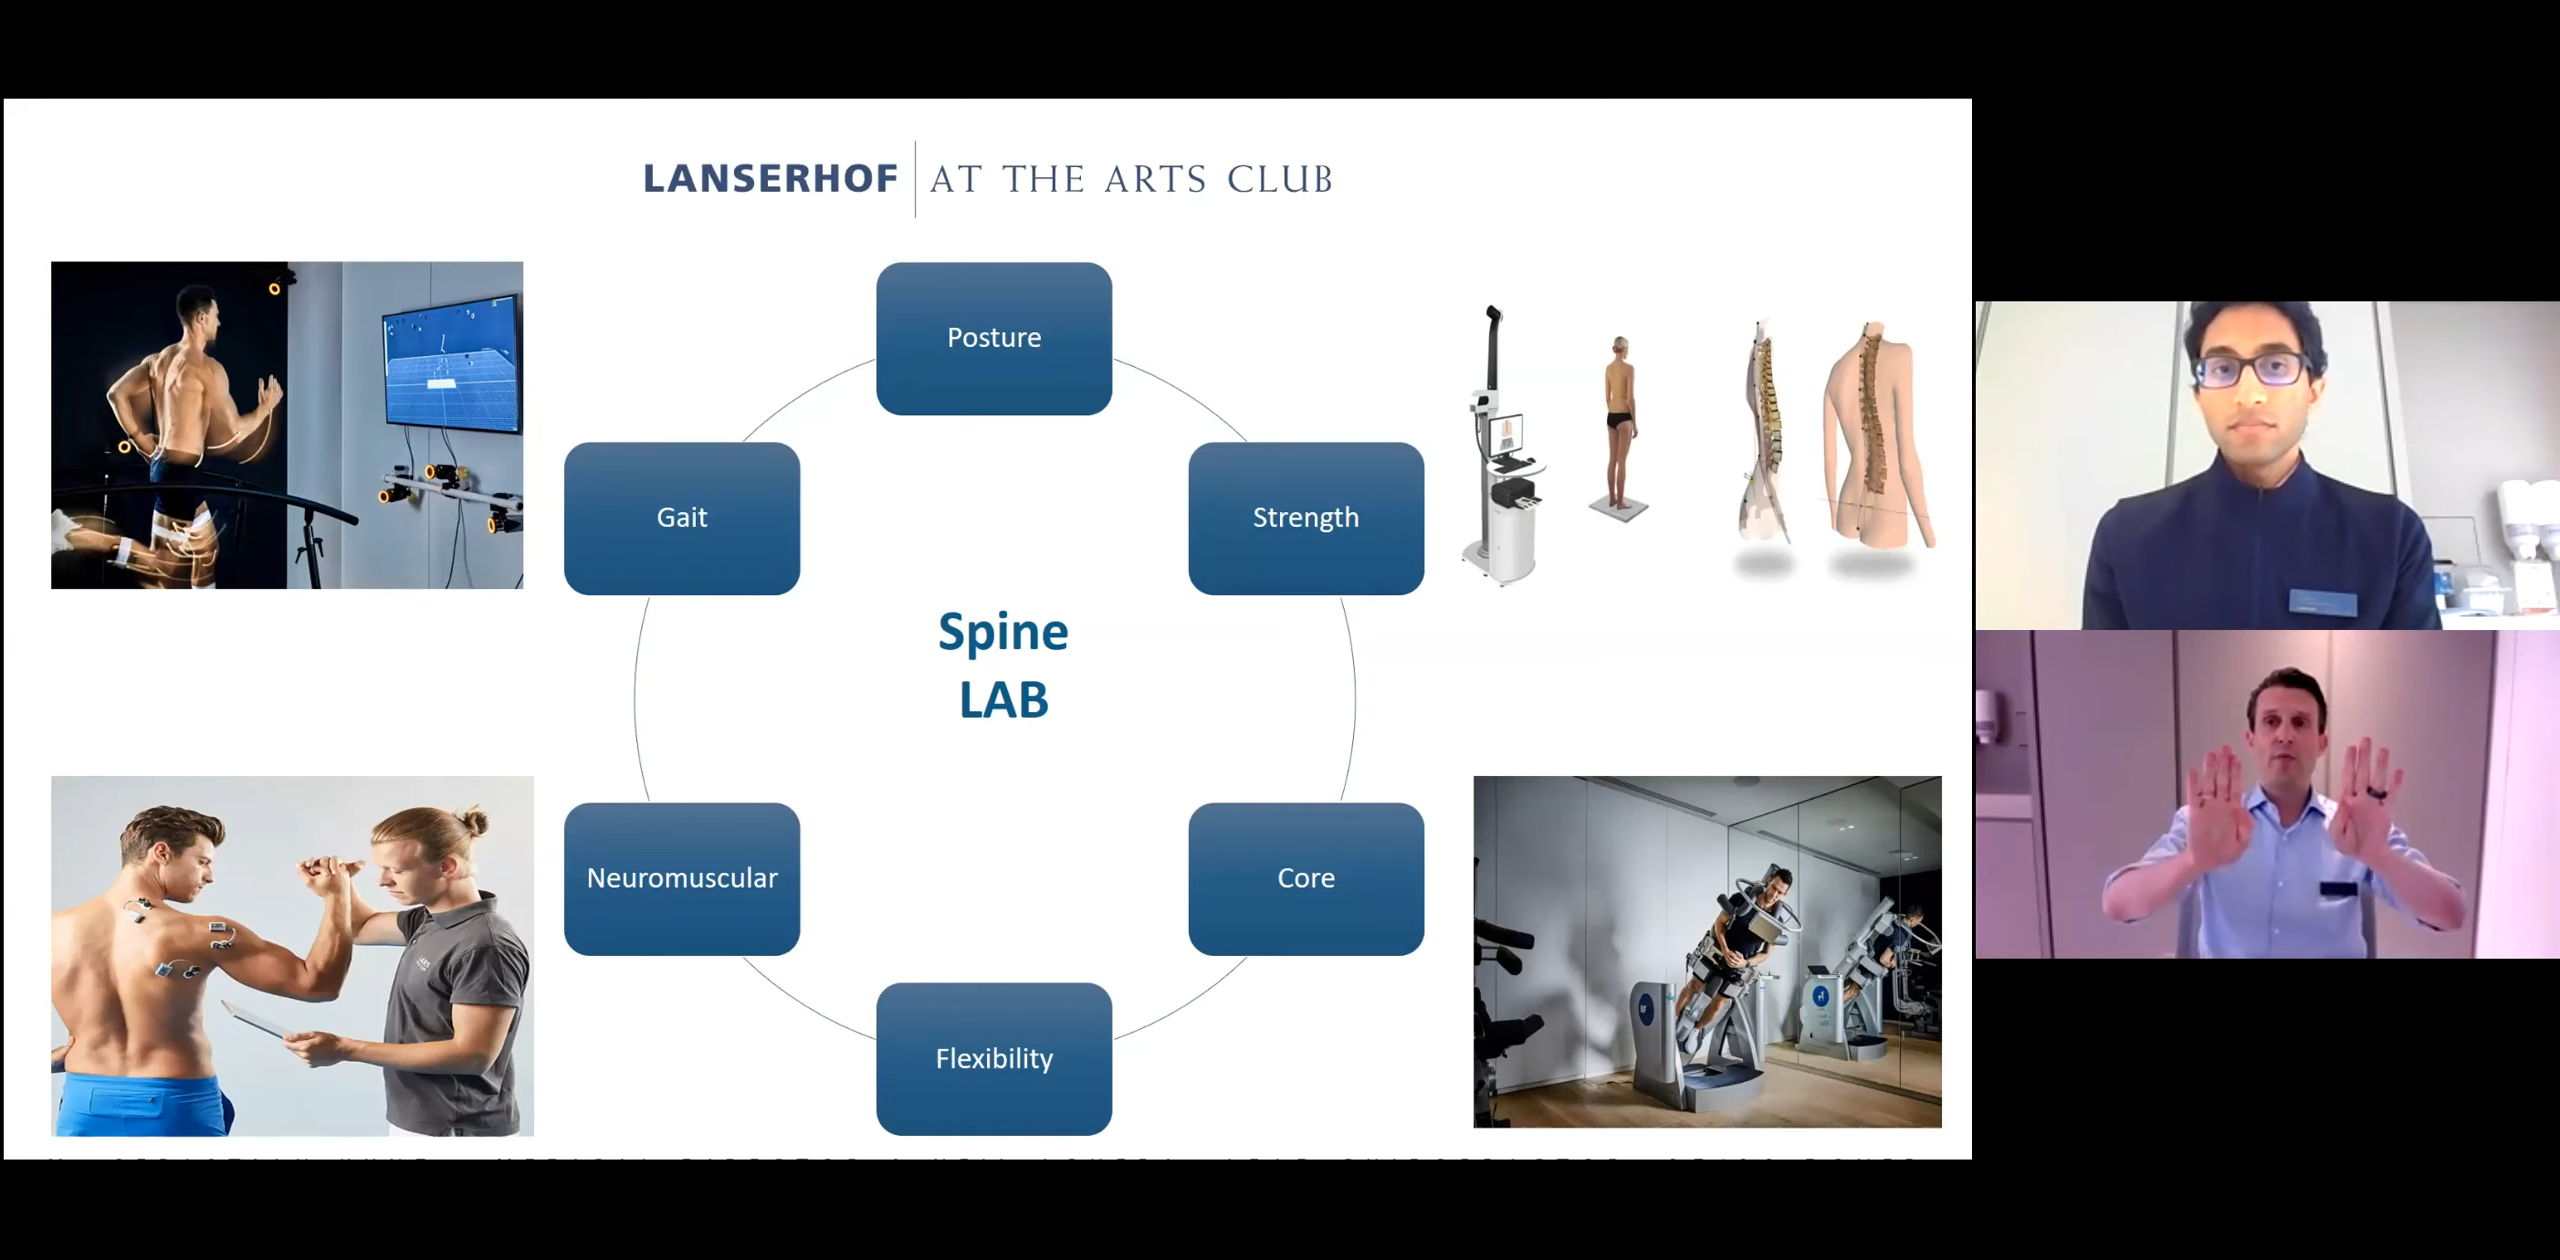 LANSERHOF AT THE ARTS CLUB
Posture
Gait
Strength
Spine
LAB
Neuromuscular
Core
Flexibility